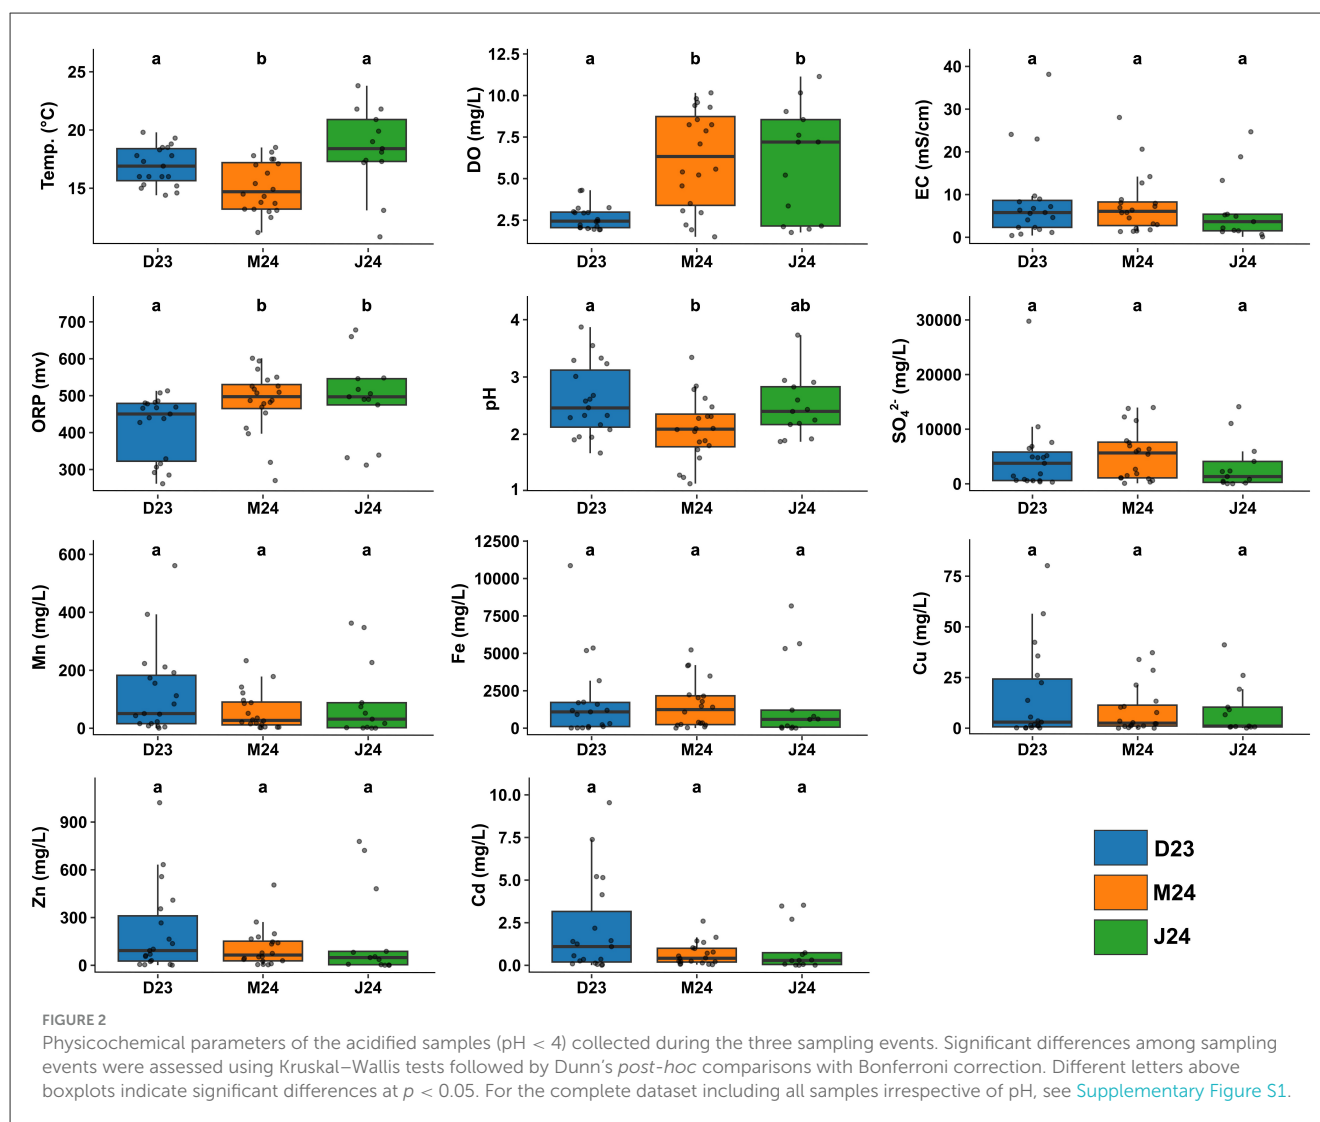 a b a
Temp. (°C)
25
20
15
D23 M24 J24
a b b
DO (mg/L)
12.5
10.0
7.5
5.0
2.5
D23 M24 J24
a a a
EC (mS/cm)
40
30
20
10
0
D23 M24 J24
a b b
ORP (mv)
700
600
500
400
300
D23 M24 J24
a b ab
pH
4
3
2
1
D23 M24 J24
a a a
SO₄²⁻ (mg/L)
30000
20000
10000
0
D23 M24 J24
a a a
Mn (mg/L)
600
400
200
0
D23 M24 J24
a a a
Fe (mg/L)
12500
10000
7500
5000
2500
0
D23 M24 J24
a a a
Cu (mg/L)
75
50
25
0
D23 M24 J24
a a a
Zn (mg/L)
900
600
300
0
D23 M24 J24
a a a
Cd (mg/L)
10.0
7.5
5.0
2.5
0.0
D23 M24 J24
D23
M24
J24
FIGURE 2
Physicochemical parameters of the acidified samples (pH < 4) collected during the three sampling events. Significant differences among sampling
events were assessed using Kruskal–Wallis tests followed by Dunn's post-hoc comparisons with Bonferroni correction. Different letters above
boxplots indicate significant differences at p < 0.05. For the complete dataset including all samples irrespective of pH, see Supplementary Figure S1.